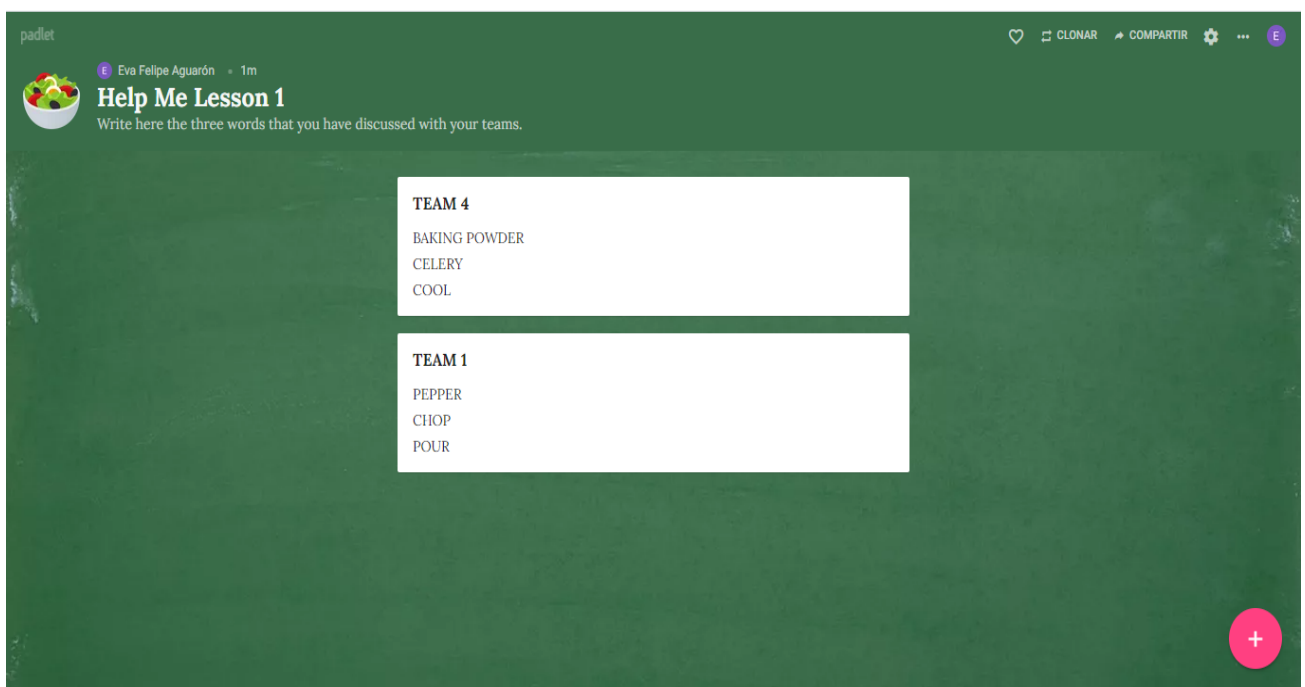 padlet
CLONAR COMPARTIR E
E Eva Felipe Aguarón • 1m
Help Me Lesson 1
Write here the three words that you have discussed with your teams.
TEAM 4
BAKING POWDER
CELERY
COOL
TEAM 1
PEPPER
CHOP
POUR